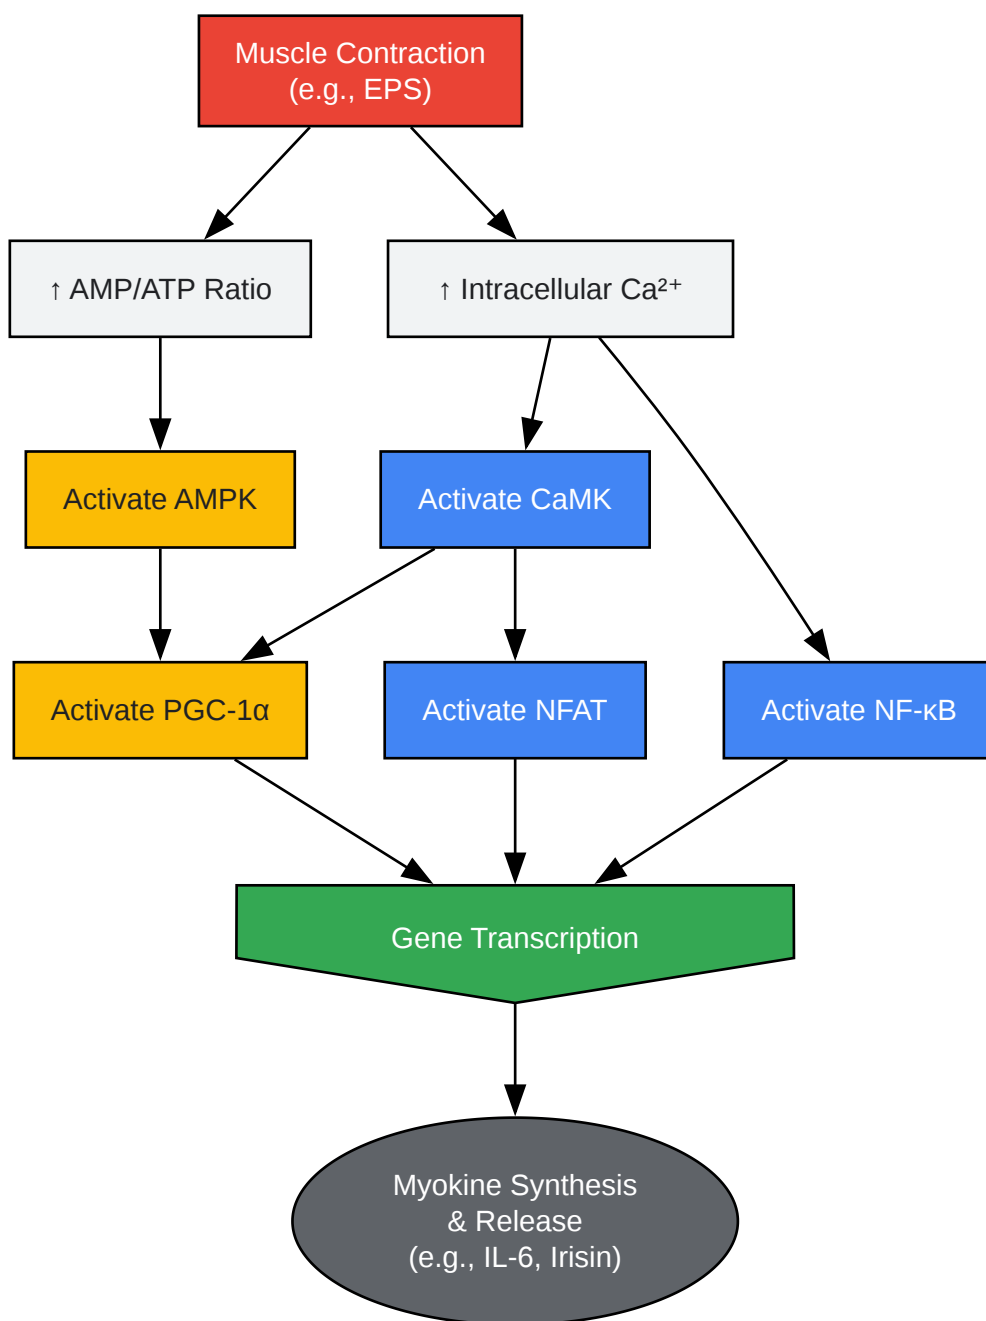 Muscle Contraction
(e.g., EPS)
↑ AMP/ATP Ratio
↑ Intracellular Ca²⁺
Activate AMPK
Activate CaMK
Activate PGC-1α
Activate NFAT
Activate NF-κB
Gene Transcription
Myokine Synthesis
& Release
(e.g., IL-6, Irisin)